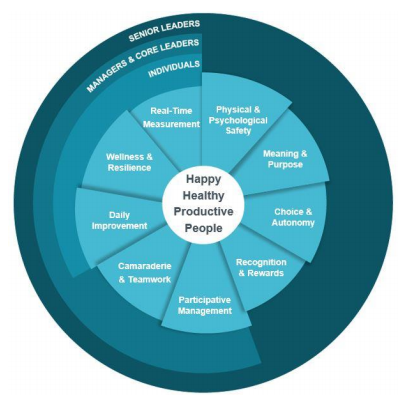 SENIOR LEADERS
MANAGERS & CORE LEADERS
INDIVIDUALS
Real-Time
Measurement
Physical &
Psychological
Safety
Meaning &
Purpose
Choice &
Autonomy
Recognition
& Rewards
Participative
Management
Camaraderie
& Teamwork
Daily
Improvement
Wellness &
Resilience
Happy
Healthy
Productive
People